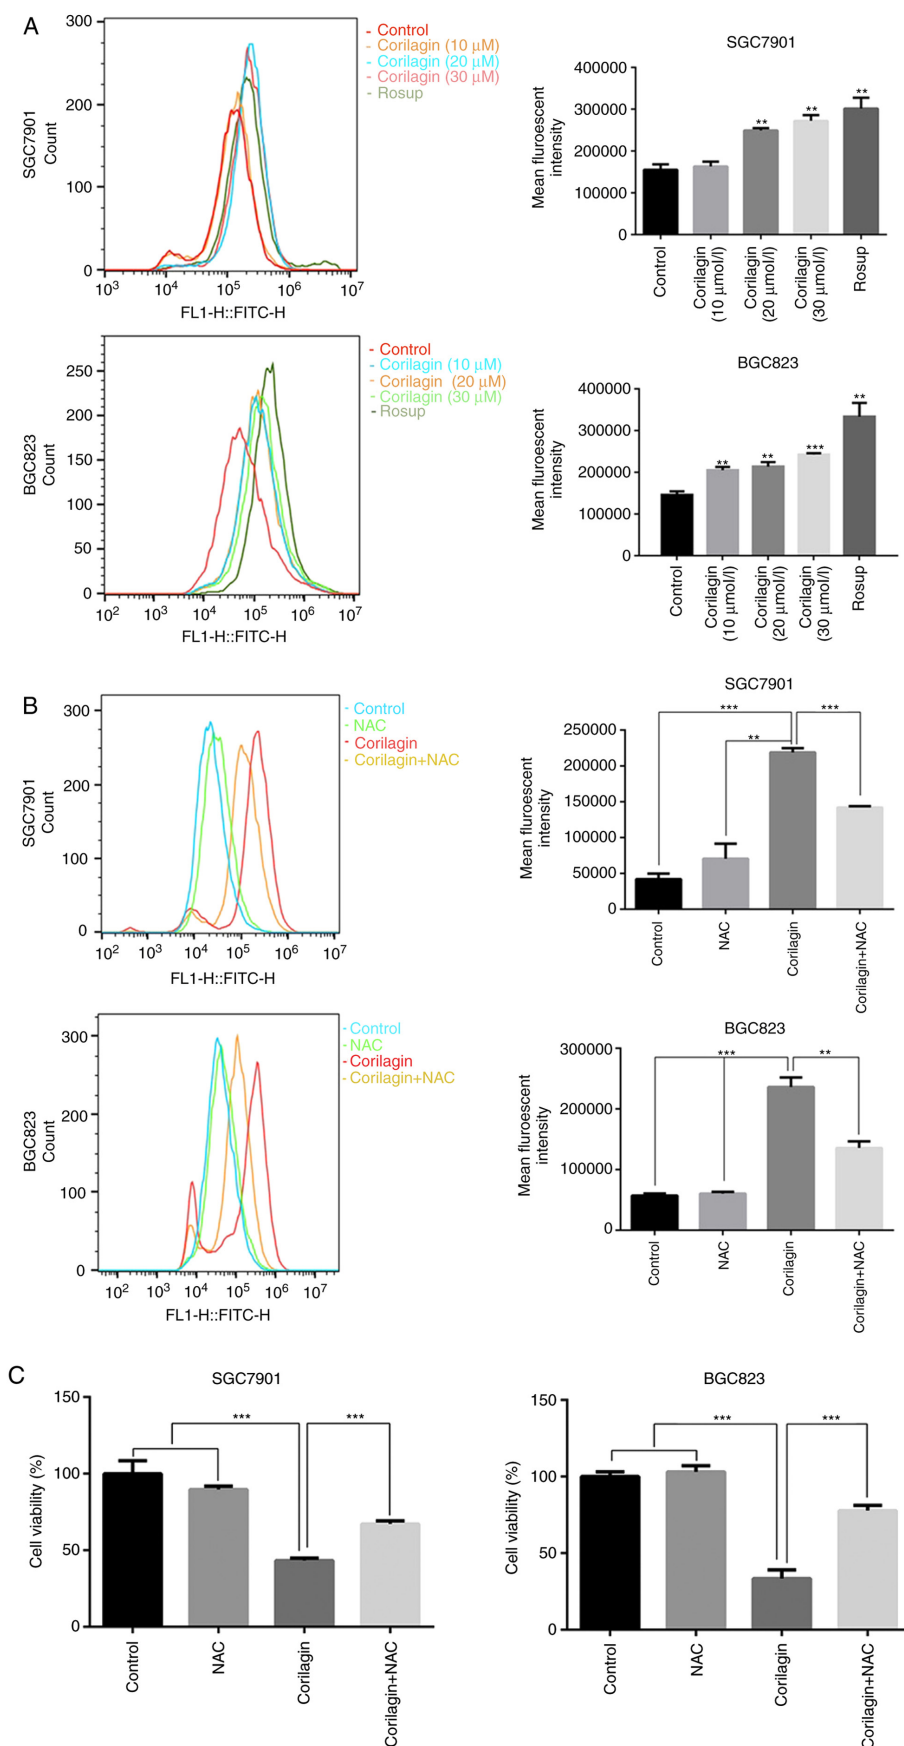 A
300
200
100
0
SGC7901
Count
10³ 10⁴ 10⁵ 10⁶ 10⁷
FL1-H::FITC-H
Control
Corilagin (10 µM)
Corilagin (20 µM)
Corilagin (30 µM)
Rosup
SGC7901
Mean fluroescent
intensity
400000
300000
200000
100000
0
** ** **
Control
Corilagin
(10 µmol/l)
Corilagin
(20 µmol/l)
Corilagin
(30 µmol/l)
Rosup
250
200
150
100
50
0
BGC823
Count
10² 10³ 10⁴ 10⁵ 10⁶ 10⁷
FL1-H::FITC-H
Control
Corilagin (10 µM)
Corilagin (20 µM)
Corilagin (30 µM)
Rosup
BGC823
Mean fluroescent
intensity
400000
300000
200000
100000
0
** ** *** **
Control
Corilagin
(10 µmol/l)
Corilagin
(20 µmol/l)
Corilagin
(30 µmol/l)
Rosup
B
300
200
100
0
SGC7901
Count
10² 10³ 10⁴ 10⁵ 10⁶ 10⁷
FL1-H::FITC-H
Control
NAC
Corilagin
Corilagin+NAC
SGC7901
Mean fluroescent
intensity
250000
200000
150000
100000
50000
0
*** ***
**
Control
NAC
Corilagin
Corilagin+NAC
300
200
100
0
BGC823
Count
10² 10³ 10⁴ 10⁵ 10⁶ 10⁷
FL1-H::FITC-H
Control
NAC
Corilagin
Corilagin+NAC
BGC823
Mean fluroescent
intensity
300000
200000
100000
0
*** **
Control
NAC
Corilagin
Corilagin+NAC
C
SGC7901
Cell viability (%)
150
100
50
0
*** ***
Control
NAC
Corilagin
Corilagin+NAC
BGC823
Cell viability (%)
150
100
50
0
*** ***
Control
NAC
Corilagin
Corilagin+NAC